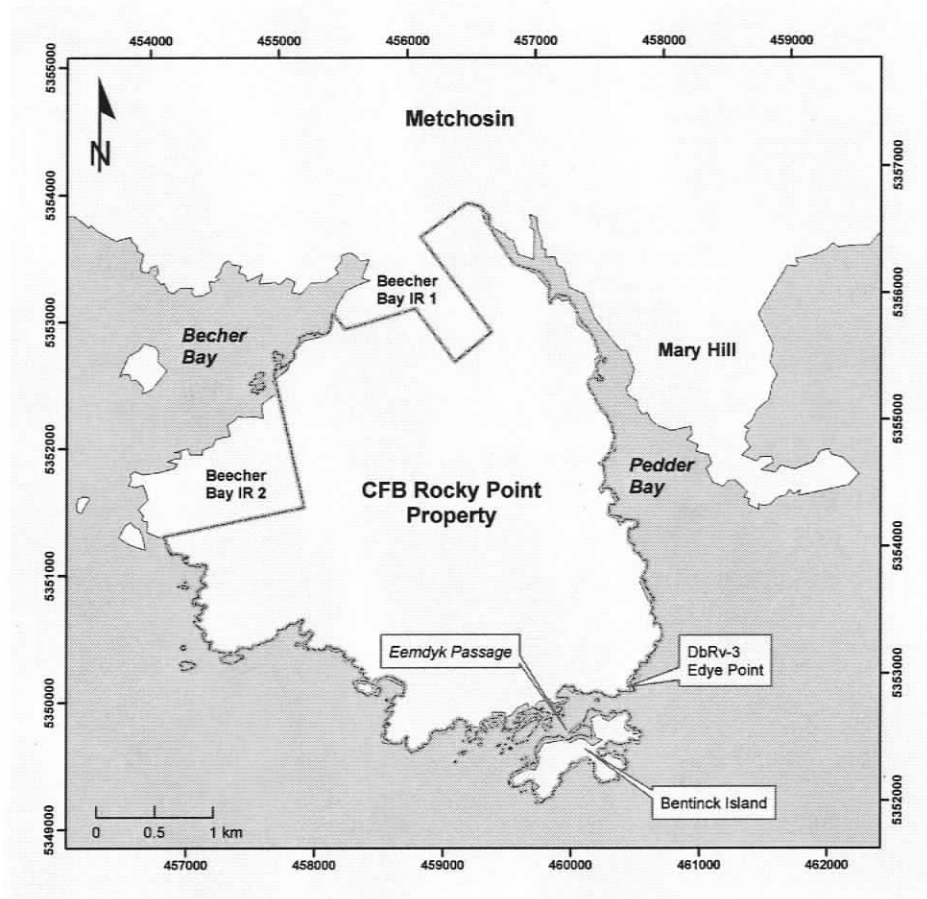 454000 455000 456000 457000 458000 459000
5355000
5354000
5353000
5352000
5351000
5350000
5349000
N
Metchosin
5357000
5356000
5355000
5354000
5353000
5352000
Beecher
Bay IR 1
Becher
Bay
Mary Hill
Beecher
Bay IR 2
CFB Rocky Point
Property
Pedder
Bay
Eemdyk Passage
DbRv-3
Edye Point
Bentinck Island
0 0.5 1 km
457000 458000 459000 460000 461000 462000